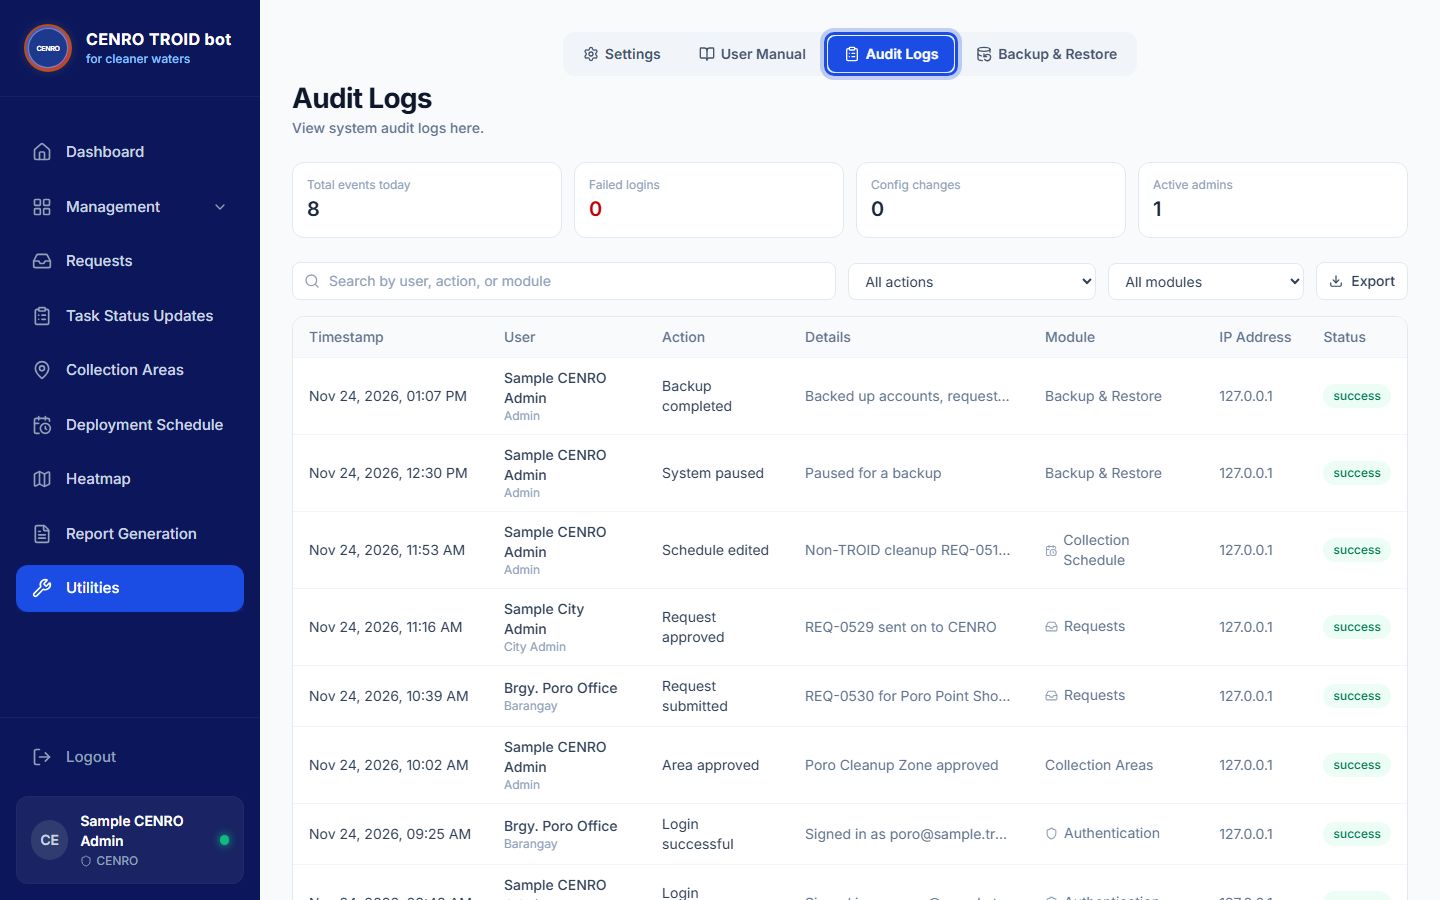 CENRO
CENRO TROID bot
for cleaner waters
Dashboard
Management
Requests
Task Status Updates
Collection Areas
Deployment Schedule
Heatmap
Report Generation
Utilities
Logout
CE
Sample CENRO
Admin
CENRO
Settings
User Manual
Audit Logs
Backup & Restore
Audit Logs
View system audit logs here.
Total events today
8
Failed logins
0
Config changes
0
Active admins
1
Search by user, action, or module
All actions
All modules
Export
Timestamp User Action Details Module IP Address Status
Nov 24, 2026, 01:07 PM
Sample CENRO
Admin
Admin
Backup
completed
Backed up accounts, request...
Backup & Restore
127.0.0.1
success
Nov 24, 2026, 12:30 PM
Sample CENRO
Admin
Admin
System paused
Paused for a backup
Backup & Restore
127.0.0.1
success
Nov 24, 2026, 11:53 AM
Sample CENRO
Admin
Admin
Schedule edited
Non-TROID cleanup REQ-051...
Collection
Schedule
127.0.0.1
success
Nov 24, 2026, 11:16 AM
Sample City
Admin
City Admin
Request
approved
REQ-0529 sent on to CENRO
Requests
127.0.0.1
success
Nov 24, 2026, 10:39 AM
Brgy. Poro Office
Barangay
Request
submitted
REQ-0530 for Poro Point Sho...
Requests
127.0.0.1
success
Nov 24, 2026, 10:02 AM
Sample CENRO
Admin
Admin
Area approved
Poro Cleanup Zone approved
Collection Areas
127.0.0.1
success
Nov 24, 2026, 09:25 AM
Brgy. Poro Office
Barangay
Login
successful
Signed in as poro@sample.tr...
Authentication
127.0.0.1
success
Sample CENRO
Login